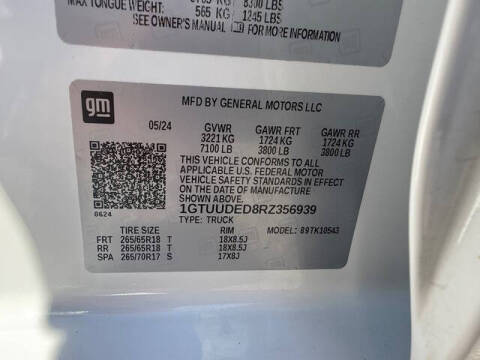 MAX TONGUE WEIGHT: 565 KG 1245 LBS
SEE OWNER'S MANUAL FOR MORE INFORMATION
gm
MFD BY GENERAL MOTORS LLC
05/24 GVWR GAWR FRT GAWR RR
3221 KG 1724 KG 1724 KG
7100 LB 3800 LB 3800 LB
THIS VEHICLE CONFORMS TO ALL
APPLICABLE U.S. FEDERAL MOTOR
VEHICLE SAFETY STANDARDS IN EFFECT
ON THE DATE OF MANUFACTURE
SHOWN ABOVE.
1GTUUDED8RZ356939
0624 TYPE: TRUCK MODEL: 89TK10543
TIRE SIZE RIM
FRT 265/65R18 T 18X8.5J
RR 265/65R18 T 18X8.5J
SPA 265/70R17 S 17X8J